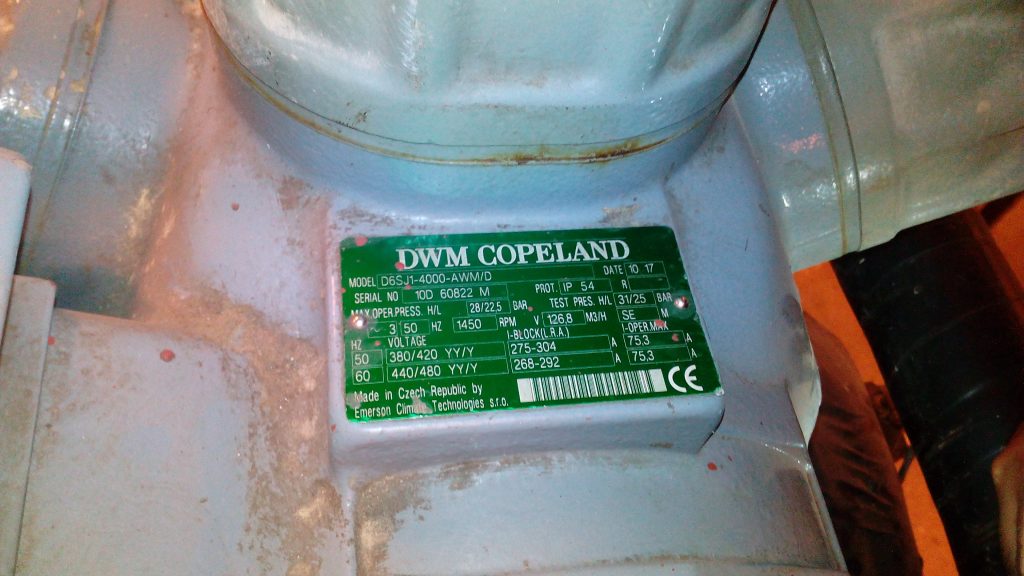 DWM COPELAND
MODEL D6SJ1-4000-AWM/D DATE 10 17
SERIAL NO 10D 60822 M PROT. IP 54 R
MAX.OPER.PRESS. H/L 28/22,5 BAR TEST PRESS. H/L 31/25 BAR
~ 3 50 HZ 1450 RPM V 126,8 M3/H SE M
HZ VOLTAGE I-BLOCK(L.R.A.) I-OPER.MAX
50 380/420 YY/Y 275-304 A 75.3 A
60 440/480 YY/Y 268-292 A 75.3 A
Made in Czech Republic by
Emerson Climate Technologies s.r.o.
CE